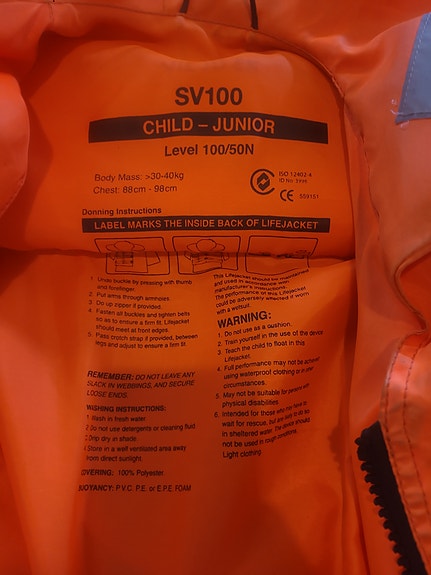 SV100
CHILD – JUNIOR
Level 100/50N
Body Mass: >30-40kg
Chest: 88cm - 98cm
ISO 12402-4
ID No:
CE
Donning Instructions
LABEL MARKS THE INSIDE BACK OF LIFEJACKET
1. Undo buckle by pressing with thumb
and forefinger.
2. Put arms through armholes.
3. Do up zipper if provided.
4. Fasten all buckles and tighten belts
so as to ensure a firm fit. Lifejacket
should meet at front edges.
5. Pass crotch strap if provided, between
legs and adjust to ensure a firm fit.
REMEMBER: DO NOT LEAVE ANY
SLACK IN WEBBINGS, AND SECURE
LOOSE ENDS.
WISHING INSTRUCTIONS:
1 dash in fresh water.
2 Do not use detergents or cleaning fluid
3 Drip dry in shade.
4 Store in a well ventilated area away
from direct sunlight.
OVERING: 100% Polyester.
UOYANCY: P.V.C. P.E. or E.P.E. FOAM
This Lifejacket should be maintained
and used in accordance with
manufacturer's instructions.
The performance of this Lifejacket
could be adversely affected if worn
with a wetsuit
WARNING:
1. Do not use as a cushion.
2. Train yourself in the use of the device
3. Teach the child to float in this
Lifejacket.
4. Full performance may not be achieved
using waterproof clothing or in other
circumstances.
5. May not be suitable for persons with
physical disabilities.
6. Intended for those who may have to
wait for rescue, but are likely to do so
in sheltered water. The device should
not be used in rough conditions.
Light clothing